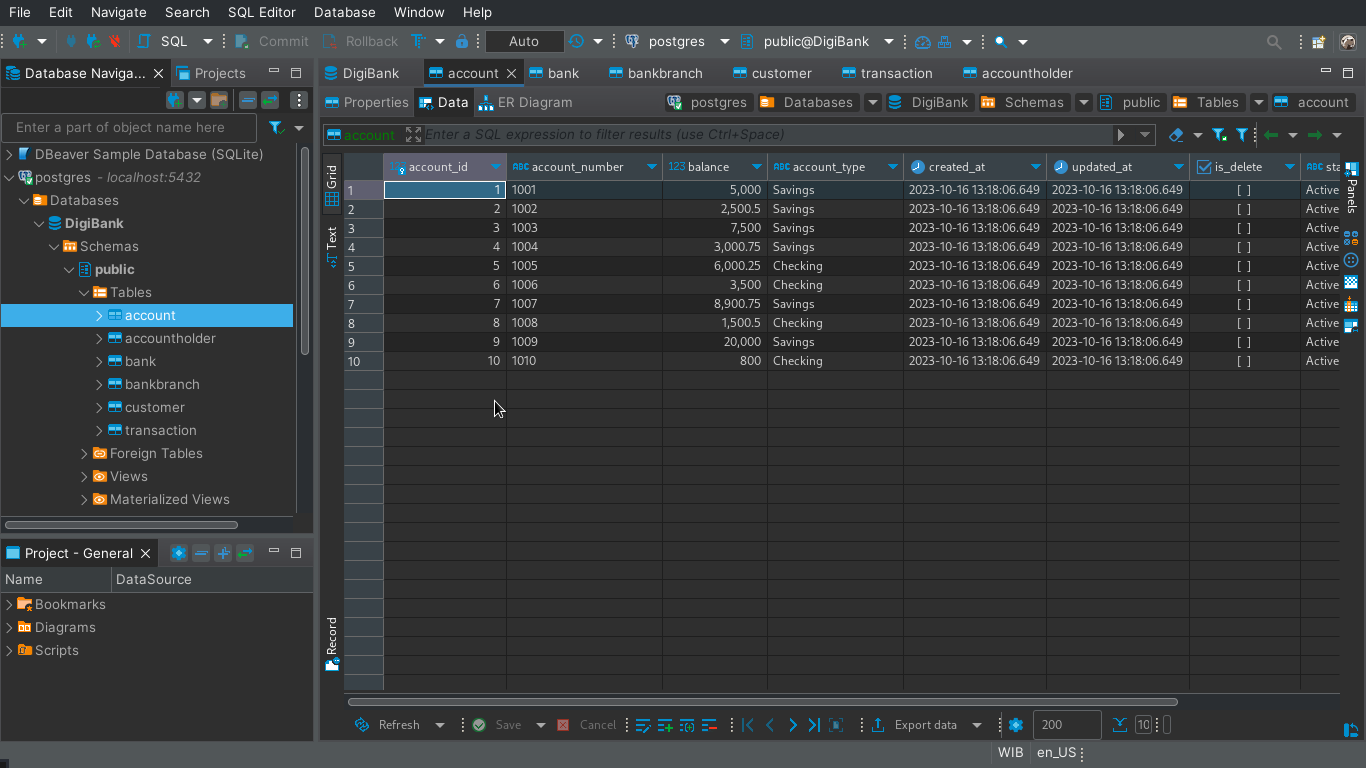 File Edit Navigate Search SQL Editor Database Window Help
SQL Commit Rollback Auto postgres public@DigiBank
Database Naviga... Projects
Enter a part of object name here
DBeaver Sample Database (SQLite)
postgres - localhost:5432
Databases
DigiBank
Schemas
public
Tables
account
accountholder
bank
bankbranch
customer
transaction
Foreign Tables
Views
Materialized Views
Project - General
Name DataSource
Bookmarks
Diagrams
Scripts
DigiBank account bank bankbranch customer transaction accountholder
Properties Data ER Diagram postgres Databases DigiBank Schemas public Tables account
account Enter a SQL expression to filter results (use Ctrl+Space)
Grid
Text
Record
Panels
123 account_id ABC account_number 123 balance ABC account_type created_at updated_at is_delete ABC sta
1 1 1001 5,000 Savings 2023-10-16 13:18:06.649 2023-10-16 13:18:06.649 [ ] Active
2 2 1002 2,500.5 Savings 2023-10-16 13:18:06.649 2023-10-16 13:18:06.649 [ ] Active
3 3 1003 7,500 Savings 2023-10-16 13:18:06.649 2023-10-16 13:18:06.649 [ ] Active
4 4 1004 3,000.75 Savings 2023-10-16 13:18:06.649 2023-10-16 13:18:06.649 [ ] Active
5 5 1005 6,000.25 Checking 2023-10-16 13:18:06.649 2023-10-16 13:18:06.649 [ ] Active
6 6 1006 3,500 Checking 2023-10-16 13:18:06.649 2023-10-16 13:18:06.649 [ ] Active
7 7 1007 8,900.75 Savings 2023-10-16 13:18:06.649 2023-10-16 13:18:06.649 [ ] Active
8 8 1008 1,500.5 Checking 2023-10-16 13:18:06.649 2023-10-16 13:18:06.649 [ ] Active
9 9 1009 20,000 Savings 2023-10-16 13:18:06.649 2023-10-16 13:18:06.649 [ ] Active
10 10 1010 800 Checking 2023-10-16 13:18:06.649 2023-10-16 13:18:06.649 [ ] Active
Refresh Save Cancel Export data 200 10
WIB en_US